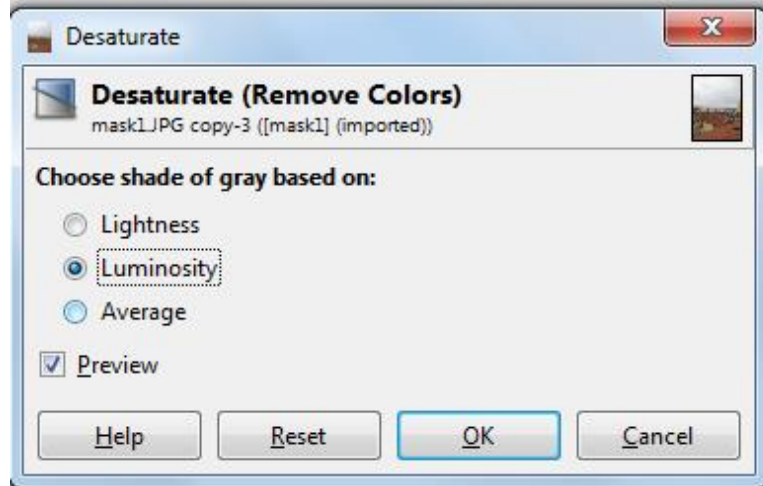 Desaturate
Desaturate (Remove Colors)
mask1.JPG copy-3 ([mask1] (imported))
Choose shade of gray based on:
Lightness
Luminosity
Average
Preview
Help Reset OK Cancel